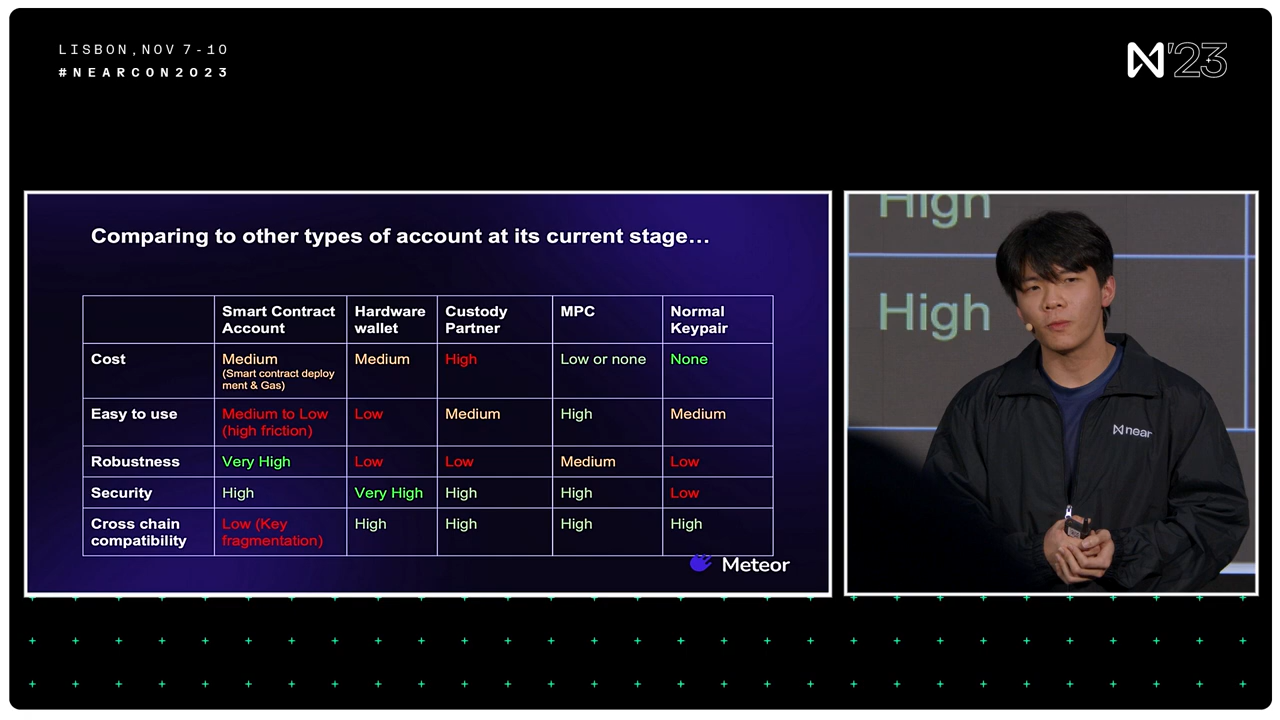 LISBON, NOV 7-10
#NEARCON2023
N'23
Comparing to other types of account at its current stage…
Smart Contract Account
Hardware wallet
Custody Partner
MPC
Normal Keypair
Cost
Medium (Smart contract deploy ment & Gas)
Medium
High
Low or none
None
Easy to use
Medium to Low (high friction)
Low
Medium
High
Medium
Robustness
Very High
Low
Low
Medium
Low
Security
High
Very High
High
High
Low
Cross chain compatibility
Low (Key fragmentation)
High
High
High
High
Meteor
High
High
near